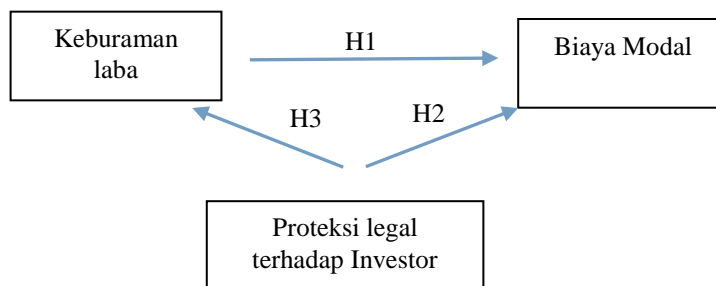 Keburaman
laba
H1
Biaya Modal
H3
H2
Proteksi legal
terhadap Investor